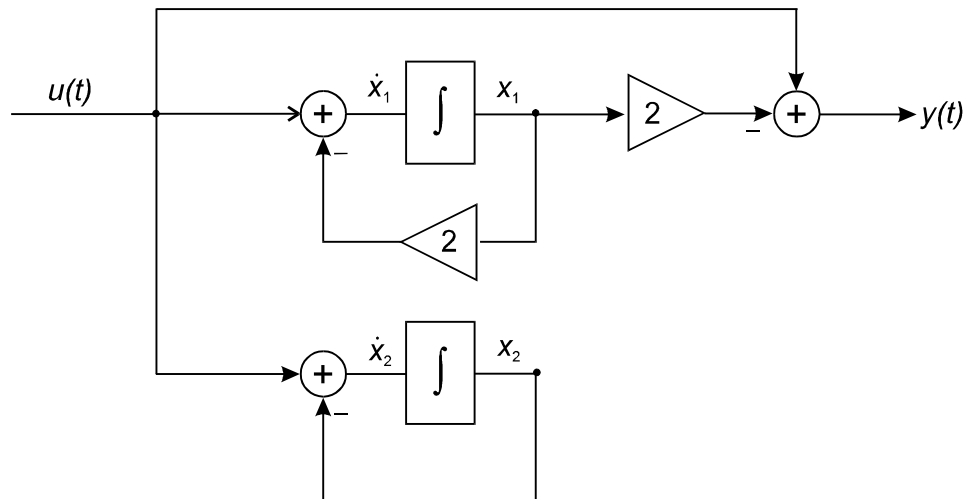 u(t)
ẋ₁
∫
x₁
2
+
+
−
−
y(t)
2
ẋ₂
∫
x₂
+
−